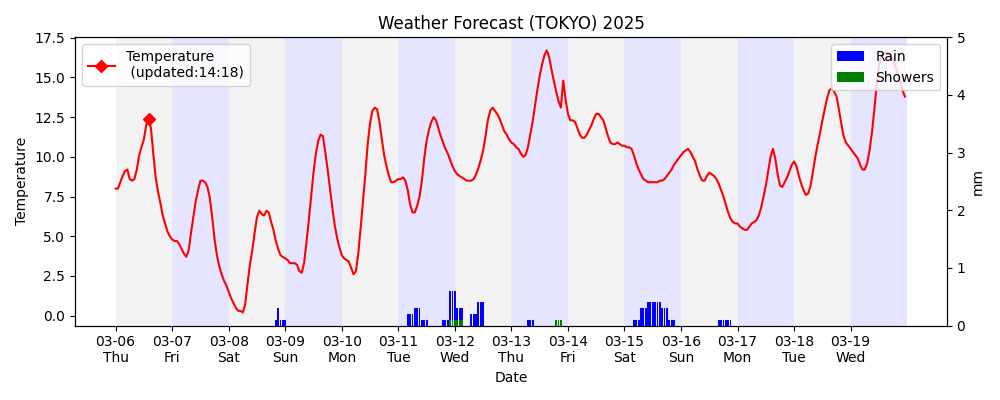 Weather Forecast (TOKYO) 2025
Temperature
(updated:14:18)
Rain
Showers
Temperature
17.5
15.0
12.5
10.0
7.5
5.0
2.5
0.0
5
4
3
2
1
0
mm
03-06 03-07 03-08 03-09 03-10 03-11 03-12 03-13 03-14 03-15 03-16 03-17 03-18 03-19
Thu Fri Sat Sun Mon Tue Wed Thu Fri Sat Sun Mon Tue Wed
Date